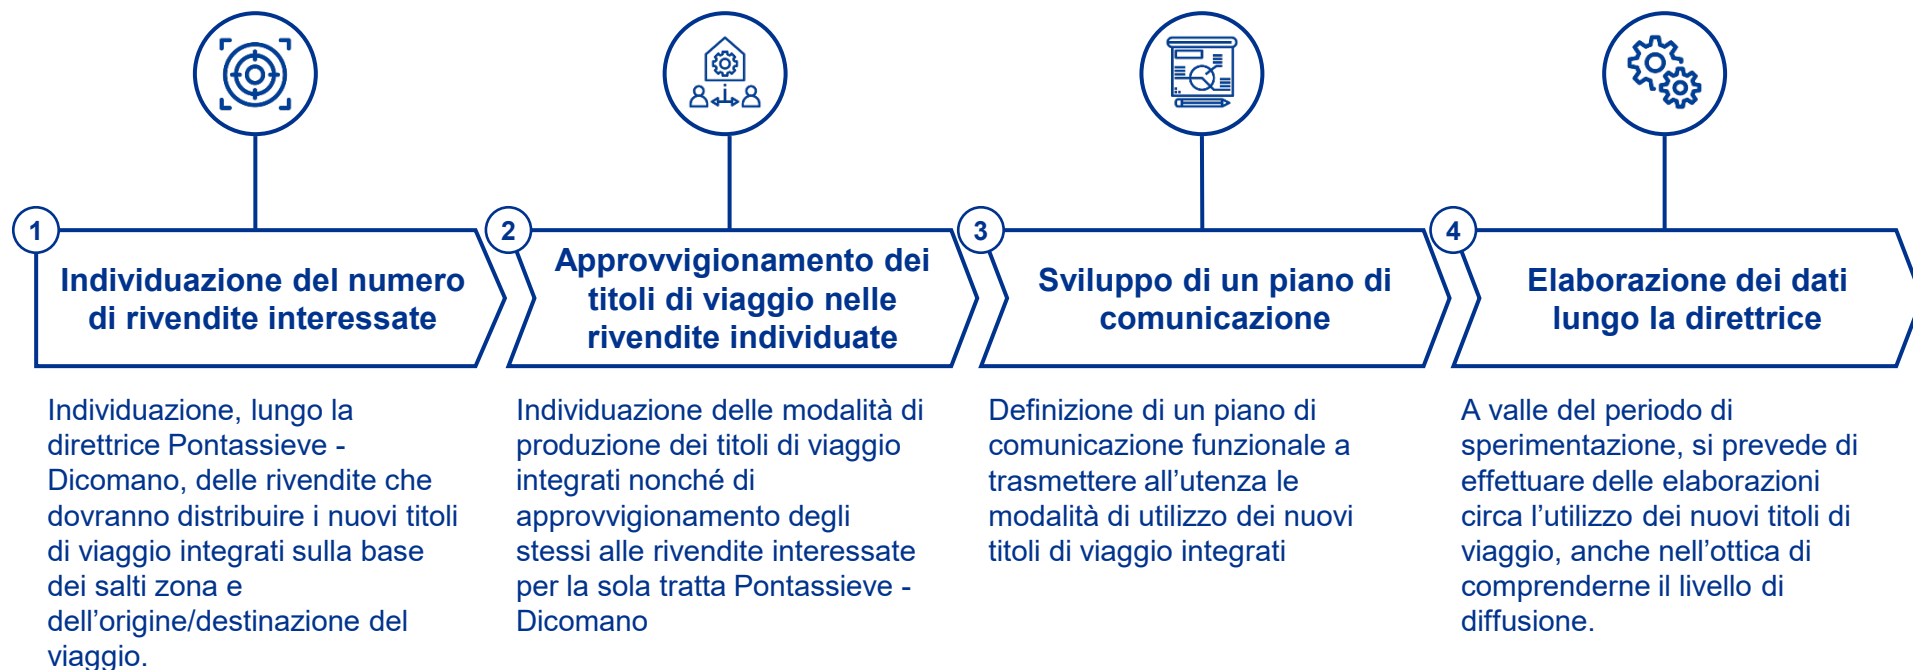 1
Individuazione del numero
di rivendite interessate
Individuazione, lungo la
direttrice Pontassieve -
Dicomano, delle rivendite che
dovranno distribuire i nuovi titoli
di viaggio integrati sulla base
dei salti zona e
dell’origine/destinazione del
viaggio.
2
Approvvigionamento dei
titoli di viaggio nelle
rivendite individuate
Individuazione delle modalità di
produzione dei titoli di viaggio
integrati nonché di
approvvigionamento degli
stessi alle rivendite interessate
per la sola tratta Pontassieve -
Dicomano
3
Sviluppo di un piano di
comunicazione
Definizione di un piano di
comunicazione funzionale a
trasmettere all’utenza le
modalità di utilizzo dei nuovi
titoli di viaggio integrati
4
Elaborazione dei dati
lungo la direttrice
A valle del periodo di
sperimentazione, si prevede di
effettuare delle elaborazioni
circa l’utilizzo dei nuovi titoli di
viaggio, anche nell’ottica di
comprenderne il livello di
diffusione.